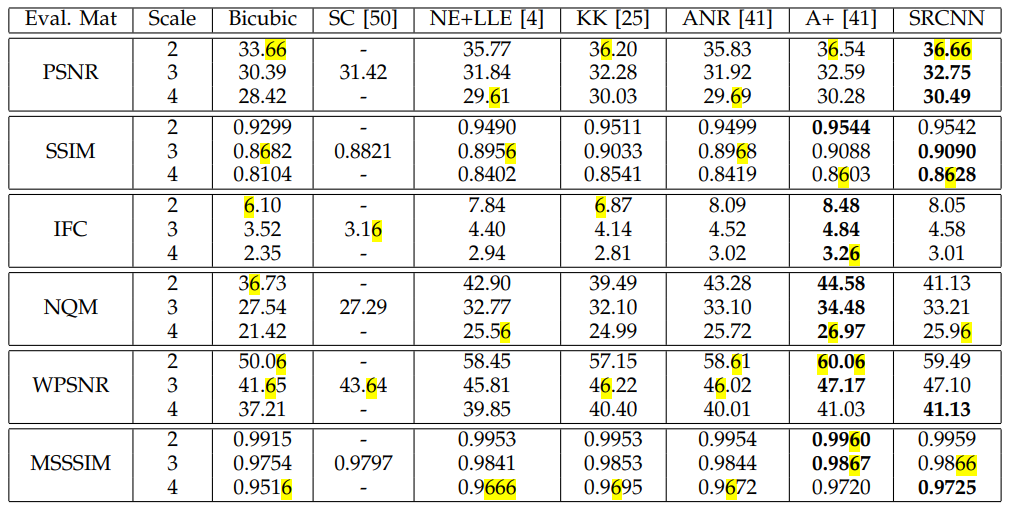 Eval. Mat Scale Bicubic SC [50] NE+LLE [4] KK [25] ANR [41] A+ [41] SRCNN
2 33.66 - 35.77 36.20 35.83 36.54 36.66
PSNR 3 30.39 31.42 31.84 32.28 31.92 32.59 32.75
4 28.42 - 29.61 30.03 29.69 30.28 30.49
2 0.9299 - 0.9490 0.9511 0.9499 0.9544 0.9542
SSIM 3 0.8682 0.8821 0.8956 0.9033 0.8968 0.9088 0.9090
4 0.8104 - 0.8402 0.8541 0.8419 0.8603 0.8628
2 6.10 - 7.84 6.87 8.09 8.48 8.05
IFC 3 3.52 3.16 4.40 4.14 4.52 4.84 4.58
4 2.35 - 2.94 2.81 3.02 3.26 3.01
2 36.73 - 42.90 39.49 43.28 44.58 41.13
NQM 3 27.54 27.29 32.77 32.10 33.10 34.48 33.21
4 21.42 - 25.56 24.99 25.72 26.97 25.96
2 50.06 - 58.45 57.15 58.61 60.06 59.49
WPSNR 3 41.65 43.64 45.81 46.22 46.02 47.17 47.10
4 37.21 - 39.85 40.40 40.01 41.03 41.13
2 0.9915 - 0.9953 0.9953 0.9954 0.9960 0.9959
MSSSIM 3 0.9754 0.9797 0.9841 0.9853 0.9844 0.9867 0.9866
4 0.9516 - 0.9666 0.9695 0.9672 0.9720 0.9725